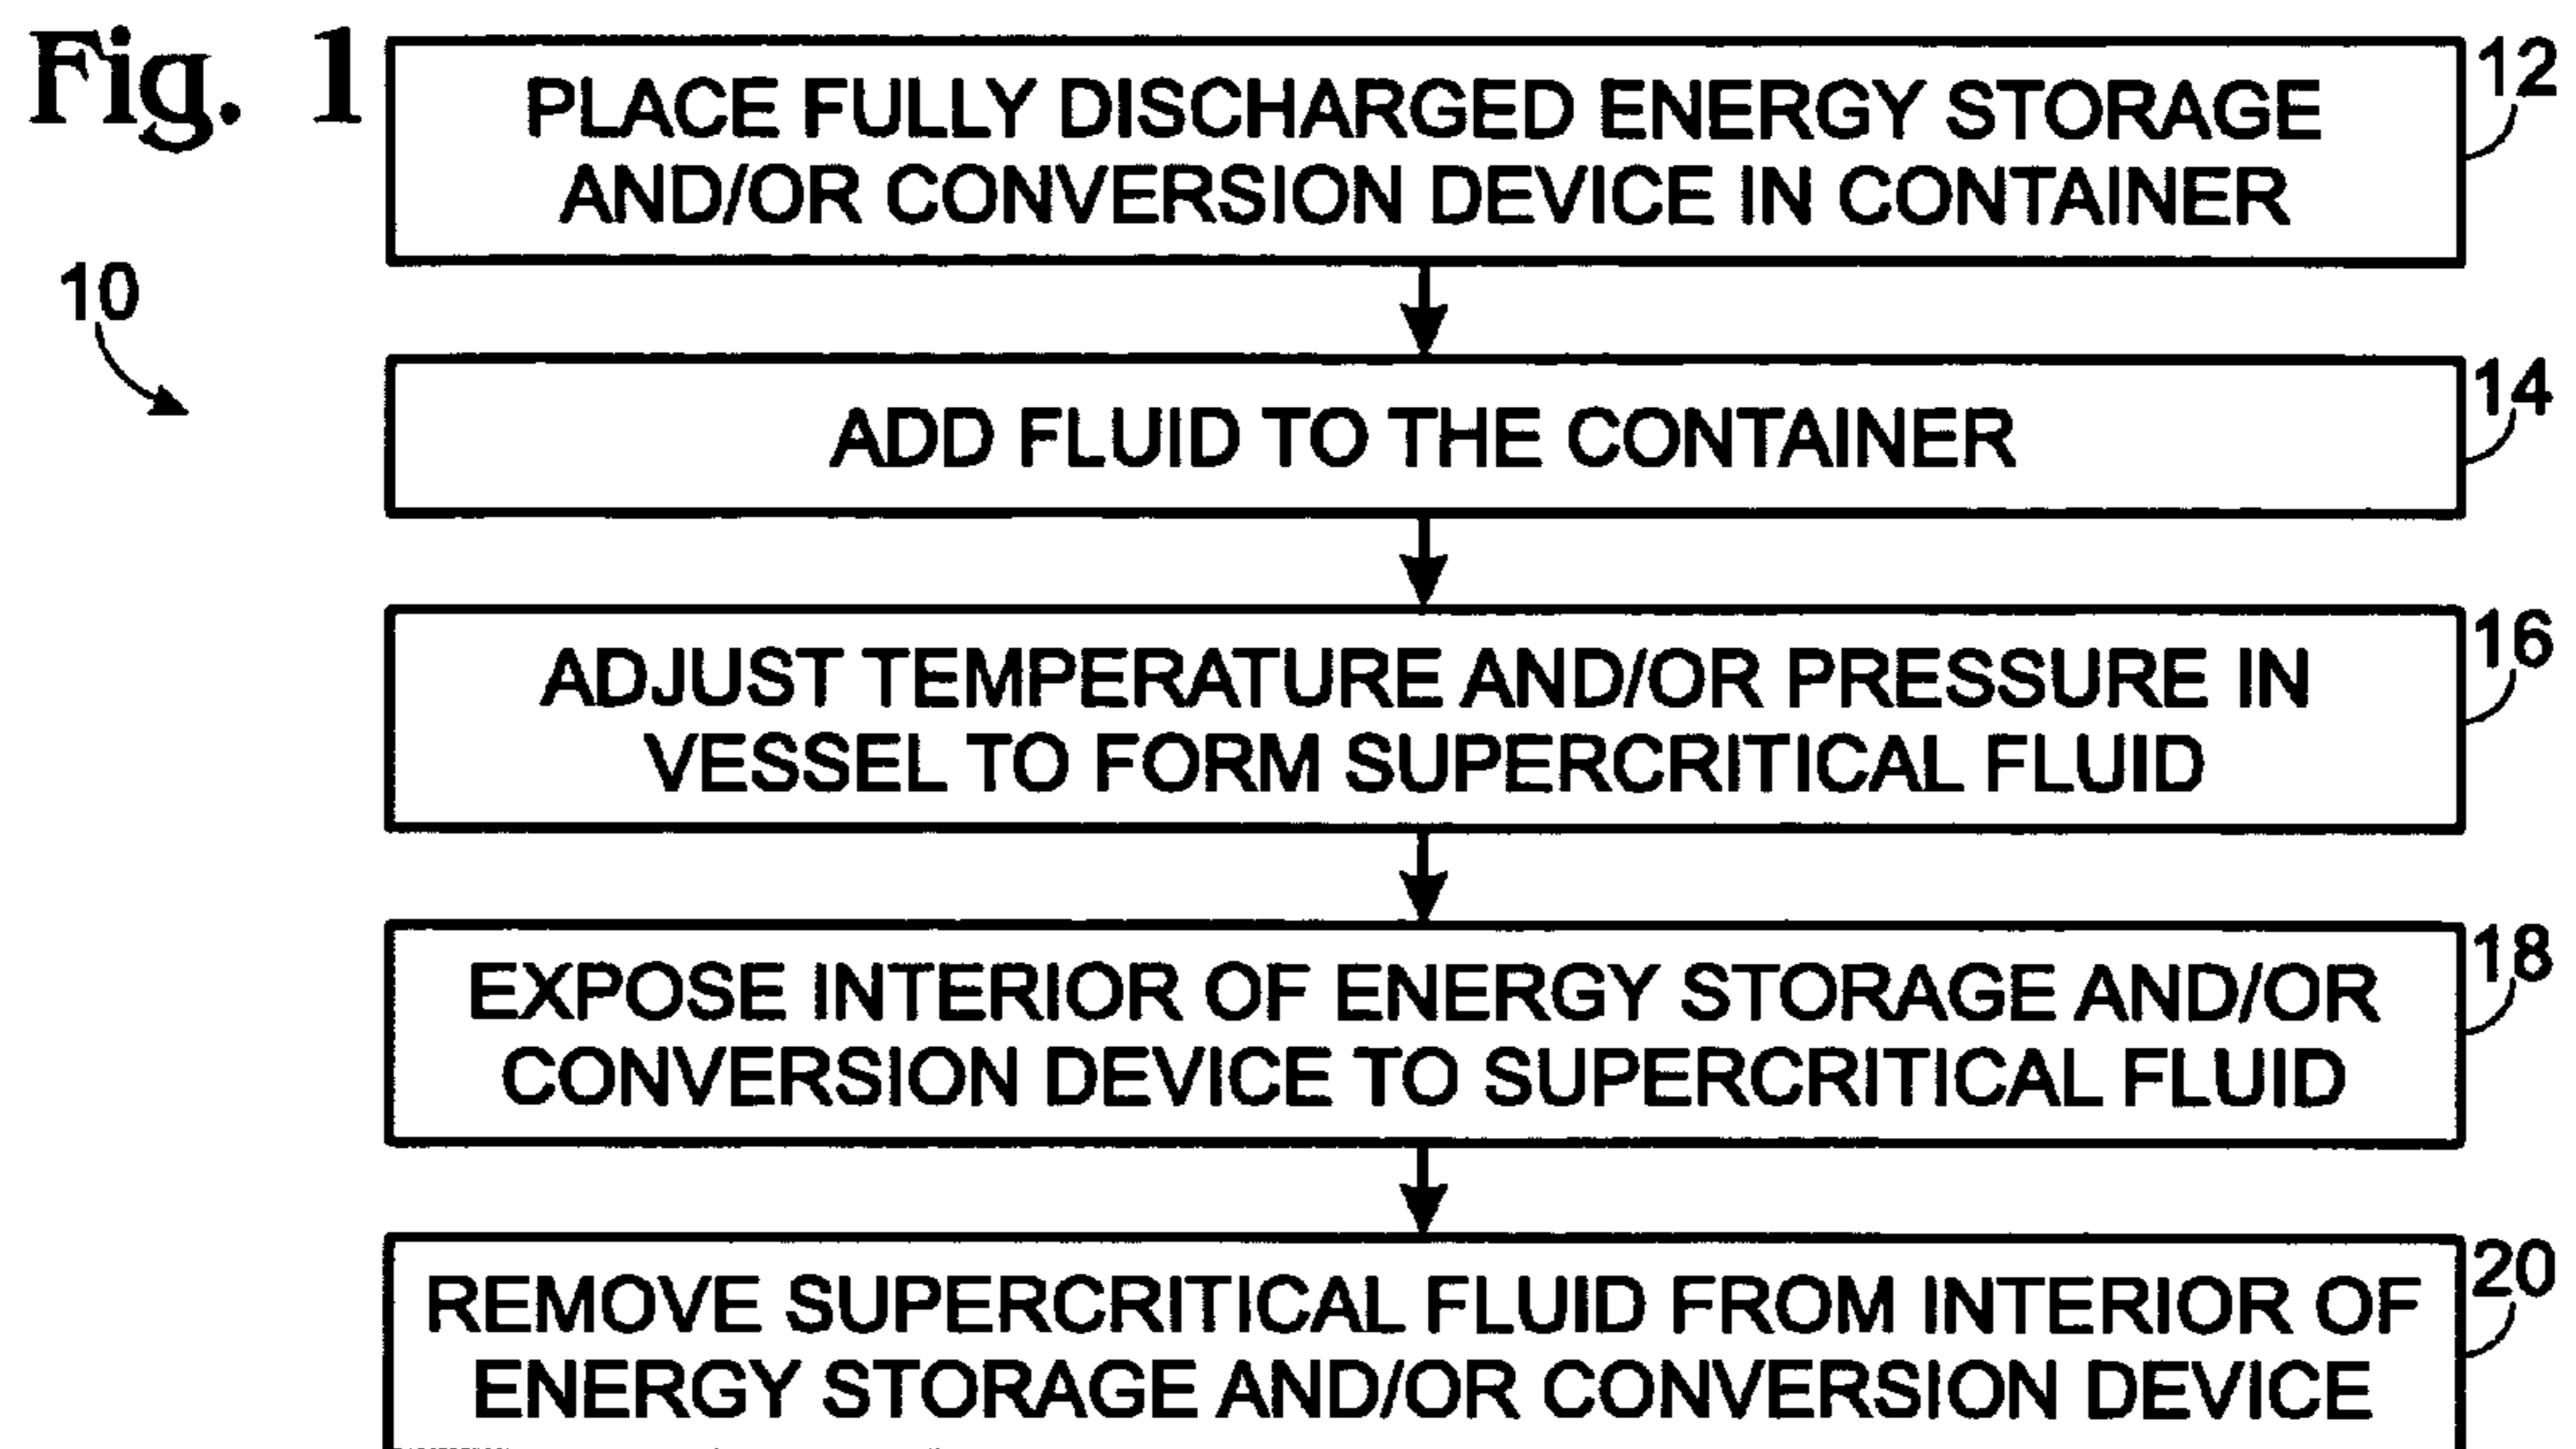 Fig. 1
PLACE FULLY DISCHARGED ENERGY STORAGE
AND/OR CONVERSION DEVICE IN CONTAINER
12
10
ADD FLUID TO THE CONTAINER
14
ADJUST TEMPERATURE AND/OR PRESSURE IN
VESSEL TO FORM SUPERCRITICAL FLUID
16
EXPOSE INTERIOR OF ENERGY STORAGE AND/OR
CONVERSION DEVICE TO SUPERCRITICAL FLUID
18
REMOVE SUPERCRITICAL FLUID FROM INTERIOR OF
ENERGY STORAGE AND/OR CONVERSION DEVICE
20